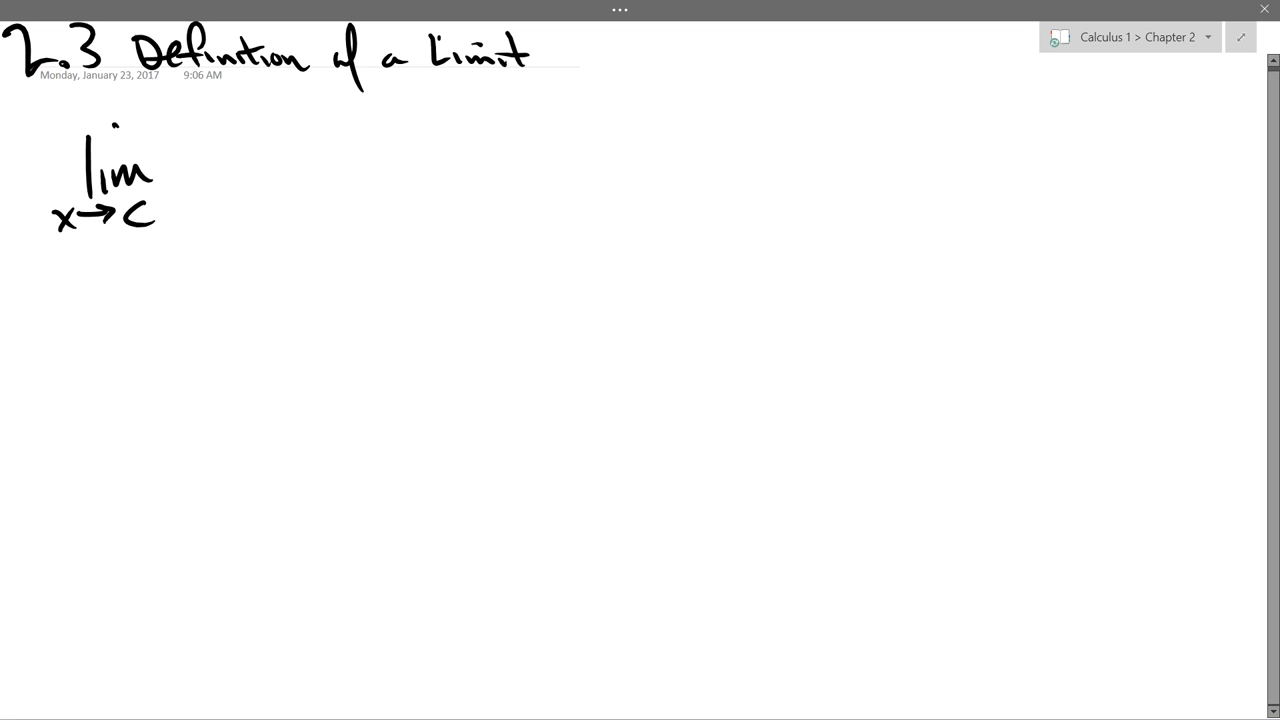 2.3 Definition of a Limit
Calculus 1 > Chapter 2
Monday, January 23, 2017 9:06 AM
lim
x→c